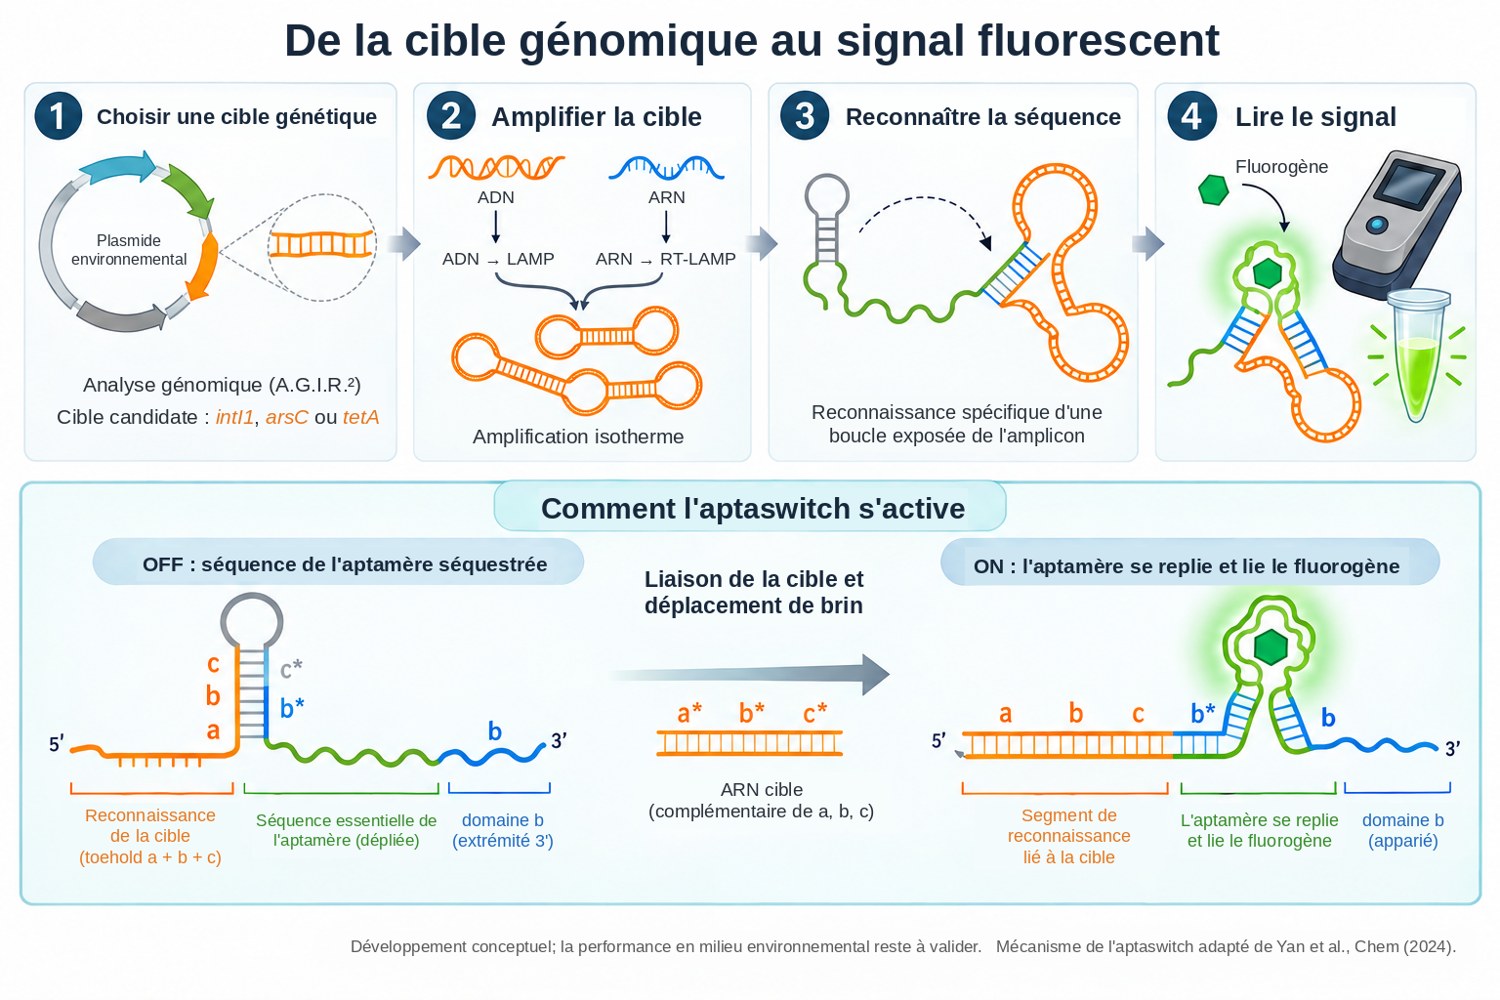 De la cible génomique au signal fluorescent
1 Choisir une cible génétique
Plasmide
environnemental
Analyse génomique (A.G.I.R.²)
Cible candidate : intI1, arsC ou tetA
2 Amplifier la cible
ADN ARN
ADN → LAMP ARN → RT-LAMP
Amplification isotherme
3 Reconnaître la séquence
Reconnaissance spécifique d'une
boucle exposée de l'amplicon
4 Lire le signal
Fluorogène
Comment l'aptaswitch s'active
OFF : séquence de l'aptamère séquestrée
c c*
b b*
a
5' b 3'
Reconnaissance
de la cible
(toehold a + b + c)
Séquence essentielle de
l'aptamère (dépliée)
domaine b
(extrémité 3')
Liaison de la cible et
déplacement de brin
a* b* c*
ARN cible
(complémentaire de a, b, c)
ON : l'aptamère se replie et lie le fluorogène
a b c b* b
5' 3'
Segment de
reconnaissance
lié à la cible
L'aptamère se replie
et lie le fluorogène
domaine b
(apparié)
Développement conceptuel; la performance en milieu environnemental reste à valider. Mécanisme de l'aptaswitch adapté de Yan et al., Chem (2024).